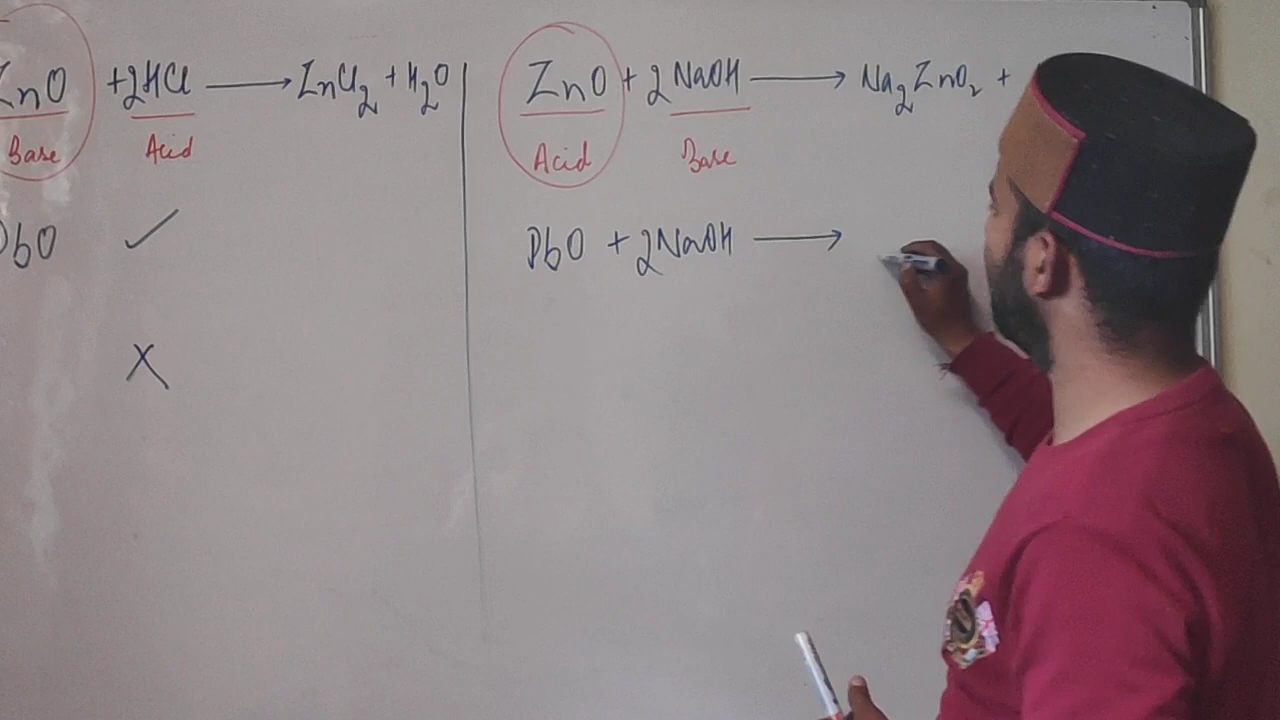 ZnO + 2HCl ⟶ ZnCl₂ + H₂O
Base Acid
PbO ✓
X
ZnO + 2NaOH ⟶ Na₂ZnO₂ +
Acid Base
PbO + 2NaOH ⟶